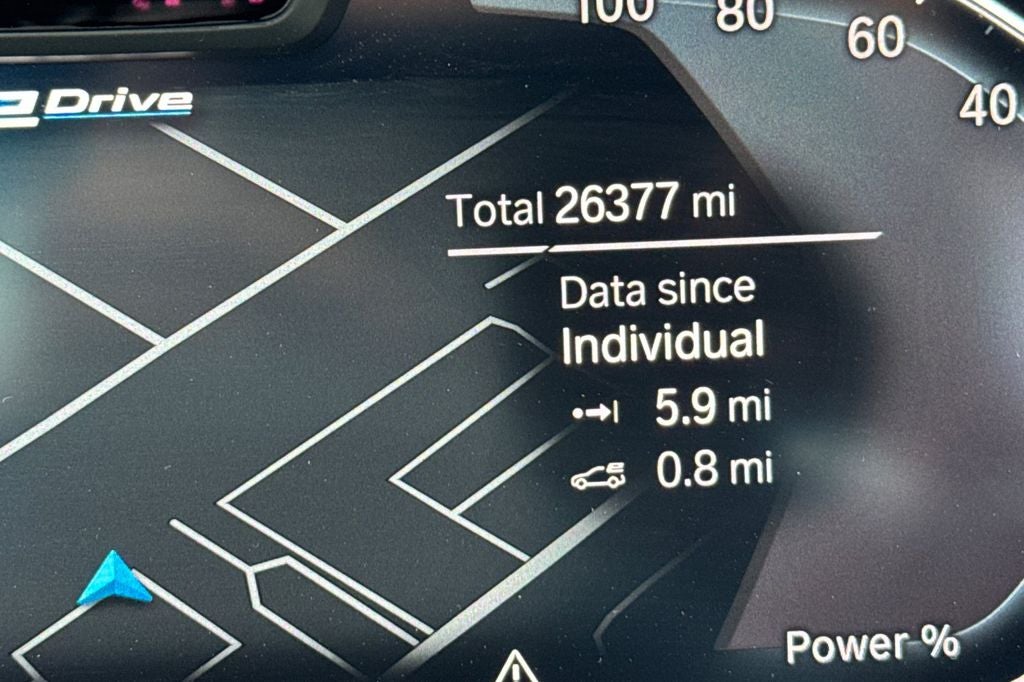 100
80
60
40
Drive
Total 26377 mi
Data since
Individual
5.9 mi
0.8 mi
Power %